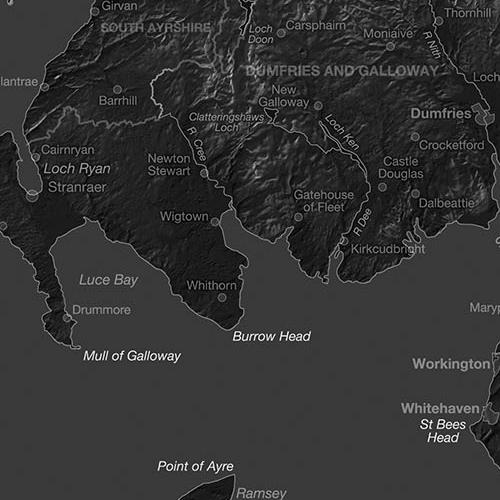 Girvan
SOUTH AYRSHIRE
Loch
Doon
Carsphairn
Moniaive
Thornhill
R Nith
lantrae
Barrhill
DUMFRIES AND GALLOWAY
New
Galloway
Loch
Clatteringshaws
Loch
Loch Ken
Dumfries
Crocketford
Cairnryan
Loch Ryan
Stranraer
Newton
Stewart
R Cree
Castle
Douglas
Gatehouse
of Fleet
R Dee
Dalbeattie
Wigtown
Kirkcudbright
Luce Bay
Whithorn
Drummore
Maryp
Burrow Head
Mull of Galloway
Workington
Whitehaven
St Bees
Head
Point of Ayre
Ramsey